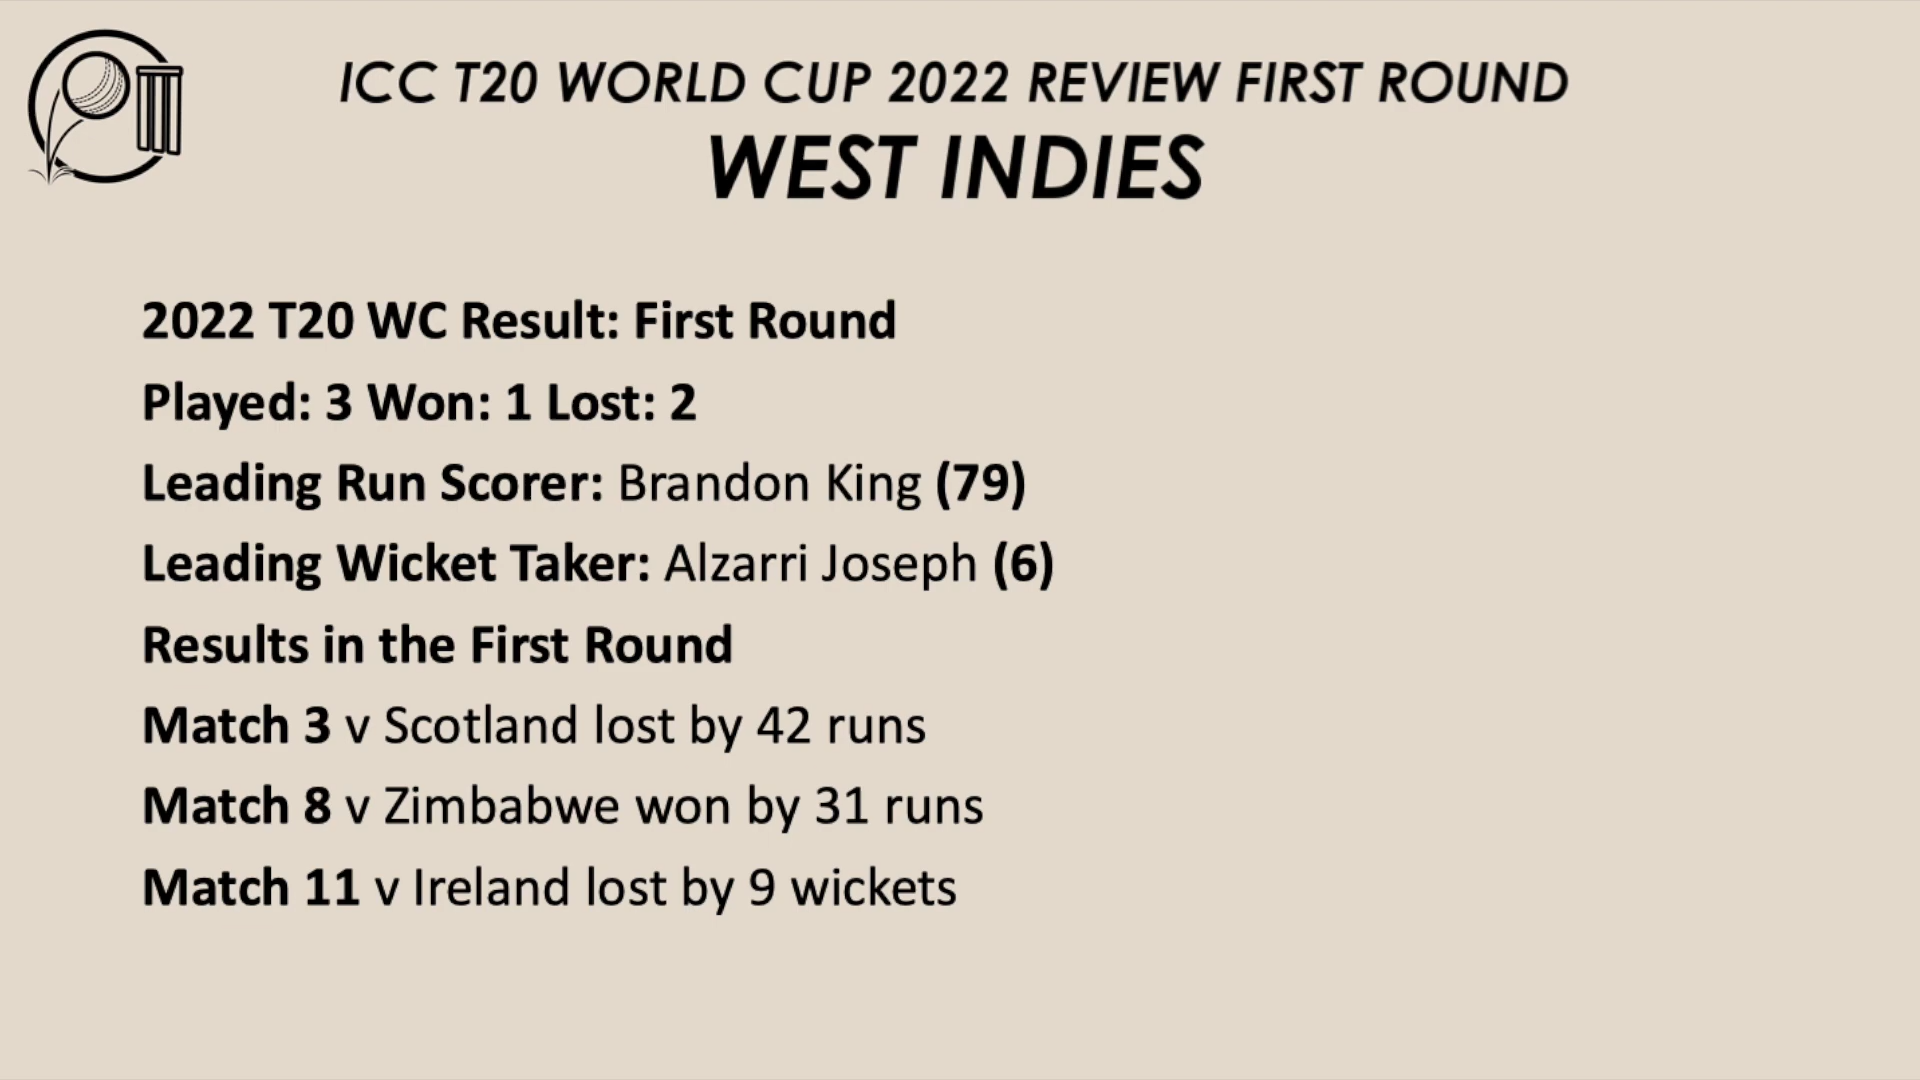 ICC T20 WORLD CUP 2022 REVIEW FIRST ROUND
WEST INDIES
2022 T20 WC Result: First Round
Played: 3 Won: 1 Lost: 2
Leading Run Scorer: Brandon King (79)
Leading Wicket Taker: Alzarri Joseph (6)
Results in the First Round
Match 3 v Scotland lost by 42 runs
Match 8 v Zimbabwe won by 31 runs
Match 11 v Ireland lost by 9 wickets